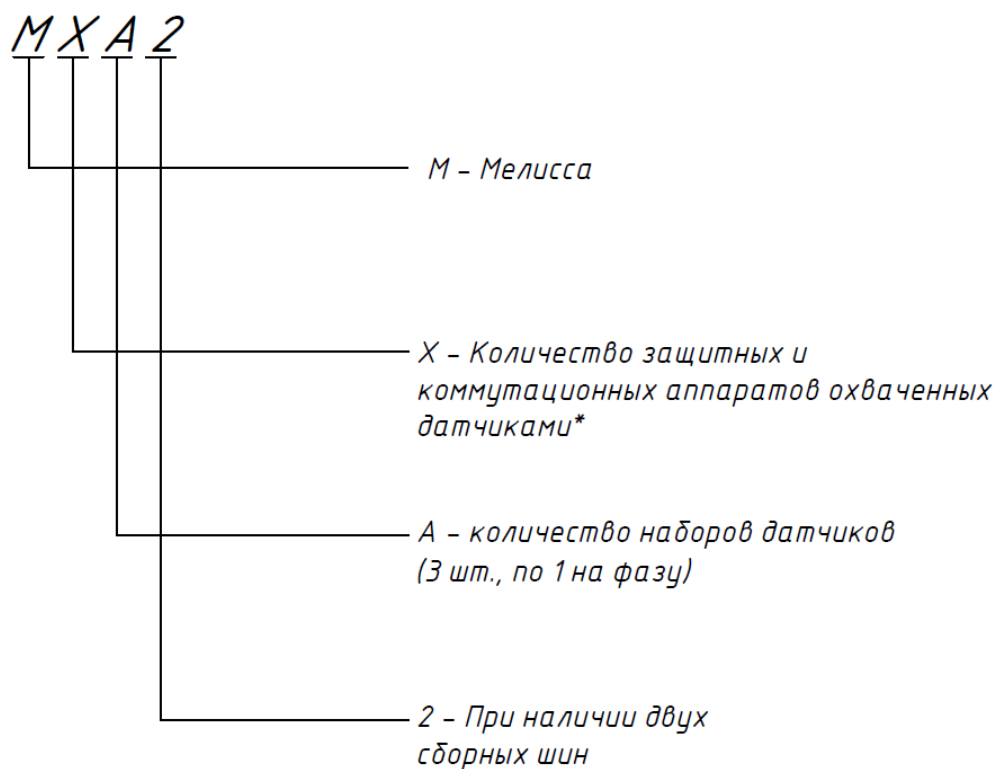 МХА2
М – Мелисса
Х – Количество защитных и
коммутационных аппаратов охваченных
датчиками*
А – количество наборов датчиков
(3 шт., по 1 на фазу)
2 – При наличии двух
сборных шин